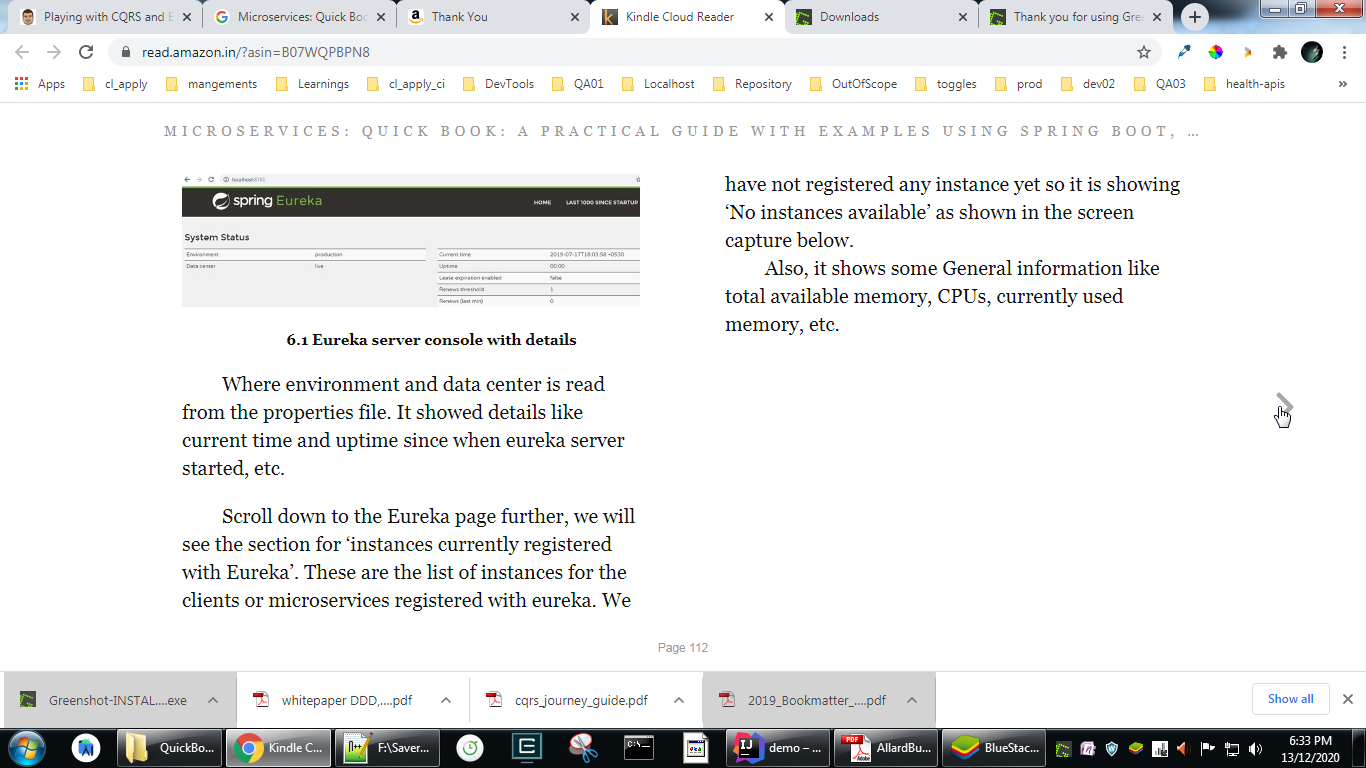 Playing with CQRS and E
Microservices: Quick Boo
Thank You
Kindle Cloud Reader
Downloads
Thank you for using Gre
read.amazon.in/?asin=B07WQPBPN8
Apps
cl_apply
mangements
Learnings
cl_apply_ci
DevTools
QA01
Localhost
Repository
OutOfScope
toggles
prod
dev02
QA03
health-apis
MICROSERVICES: QUICK BOOK: A PRACTICAL GUIDE WITH EXAMPLES USING SPRING BOOT, …
localhost:8761
spring Eureka
HOME
LAST 1000 SINCE STARTUP
System Status
Environment production
Data center live
Current time 2019-07-17T18:03:58 +0530
Uptime 00:00
Lease expiration enabled false
Renews threshold 1
Renews (last min) 0
6.1 Eureka server console with details
Where environment and data center is read
from the properties file. It showed details like
current time and uptime since when eureka server
started, etc.
Scroll down to the Eureka page further, we will
see the section for ‘instances currently registered
with Eureka’. These are the list of instances for the
clients or microservices registered with eureka. We
have not registered any instance yet so it is showing
‘No instances available’ as shown in the screen
capture below.
Also, it shows some General information like
total available memory, CPUs, currently used
memory, etc.
Page 112
Greenshot-INSTAL....exe
whitepaper DDD,....pdf
cqrs_journey_guide.pdf
2019_Bookmatter_....pdf
Show all
QuickBo...
Kindle C...
F:\Saver...
demo – ...
AllardBu...
BlueStac...
6:33 PM
13/12/2020